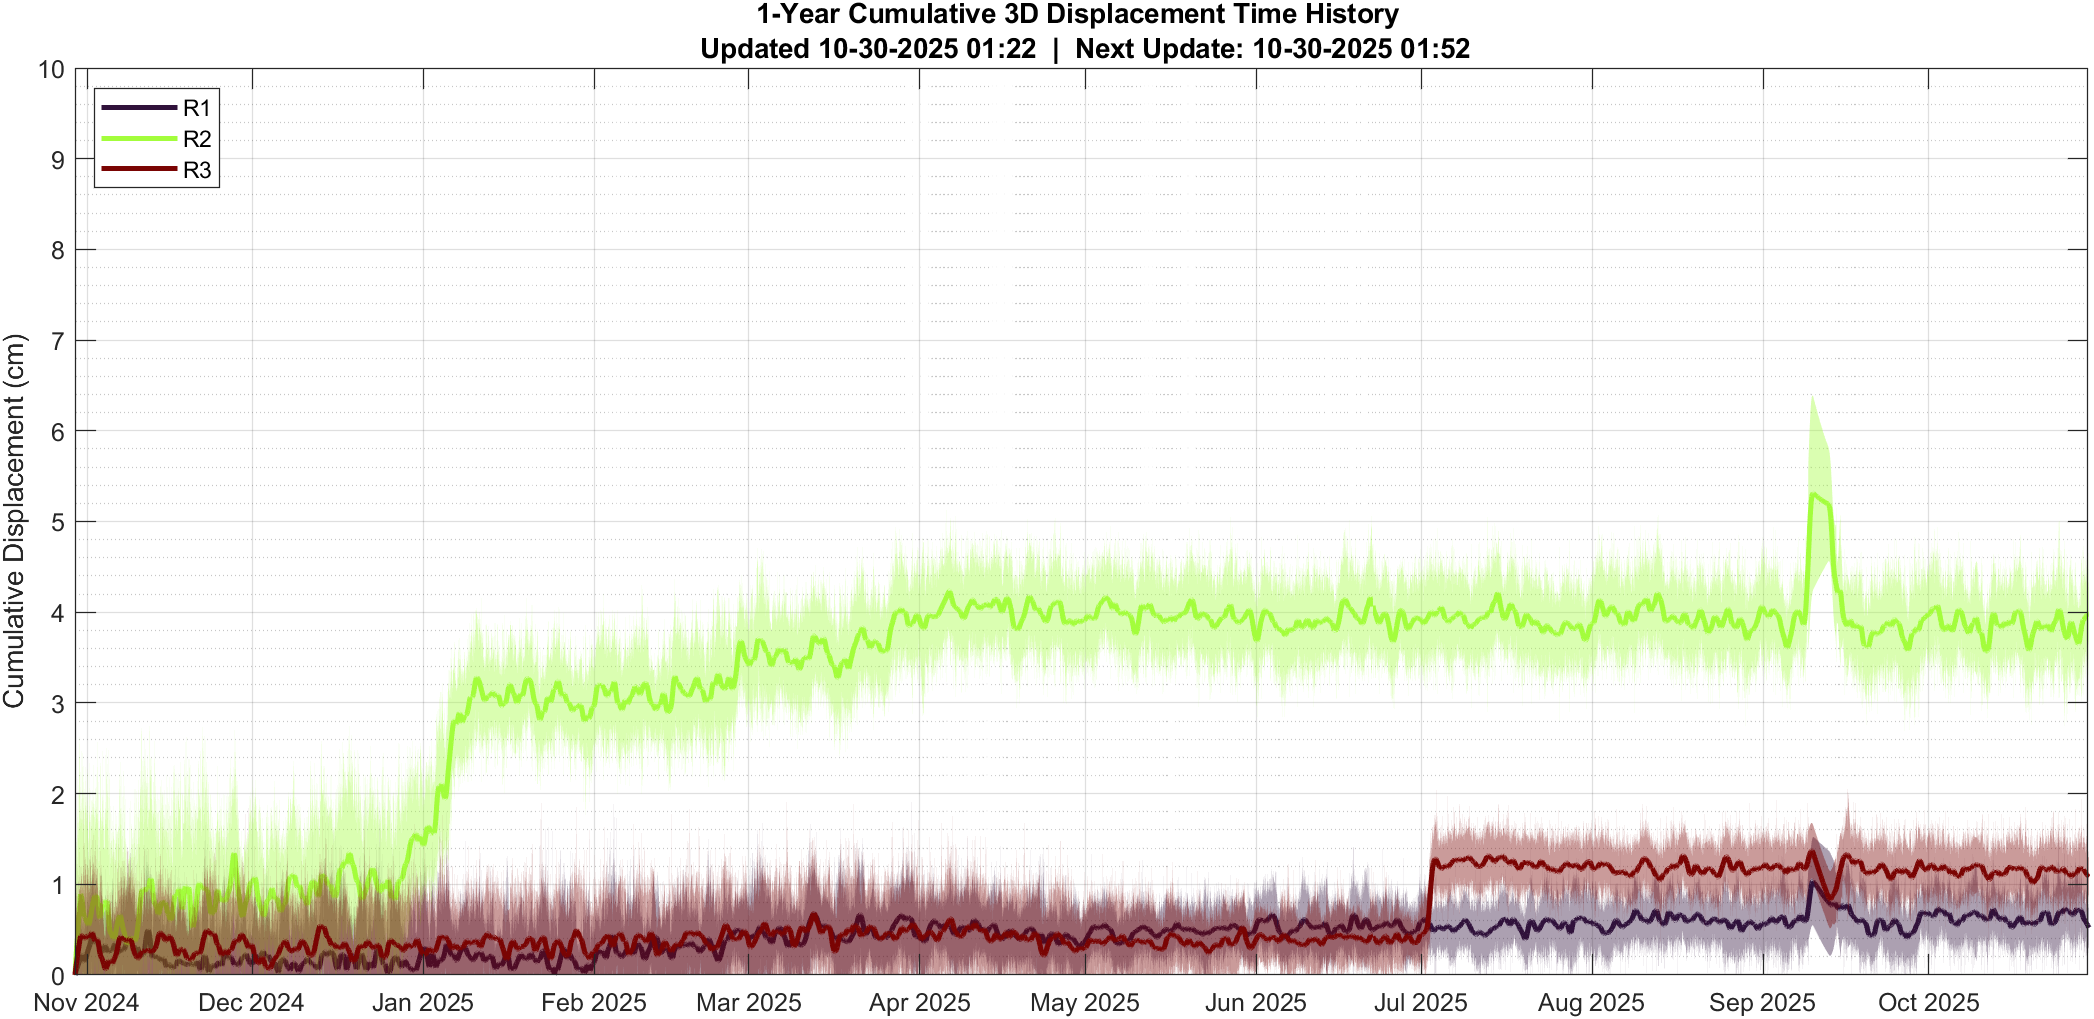 1-Year Cumulative 3D Displacement Time History
Updated 10-30-2025 01:22 | Next Update: 10-30-2025 01:52
R1
R2
R3
Cumulative Displacement (cm)
10
9
8
7
6
5
4
3
2
1
0
Nov 2024 Dec 2024 Jan 2025 Feb 2025 Mar 2025 Apr 2025 May 2025 Jun 2025 Jul 2025 Aug 2025 Sep 2025 Oct 2025